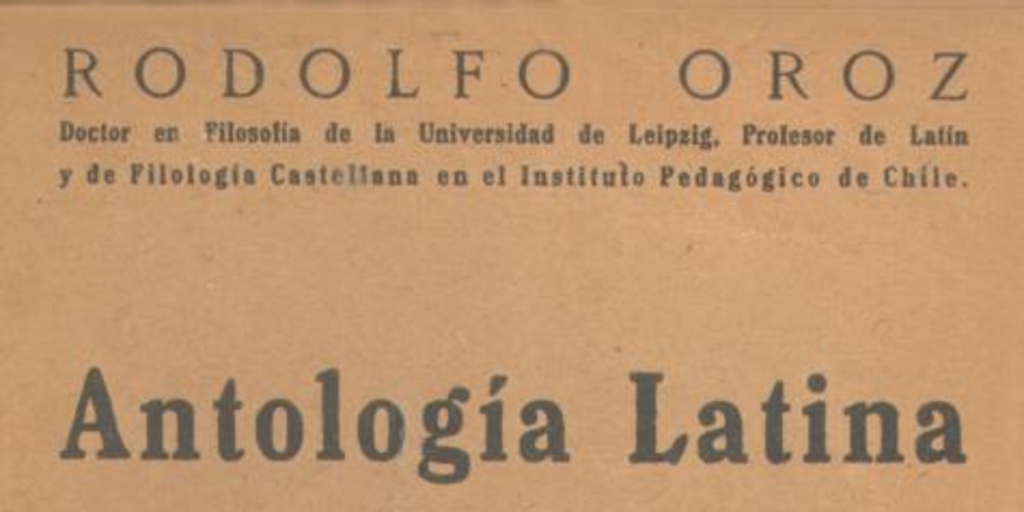 RODOLFO OROZ
Doctor en Filosofía de la Universidad de Leipzig, Profesor de Latín
y de Filología Castellana en el Instituto Pedagógico de Chile.
Antología Latina